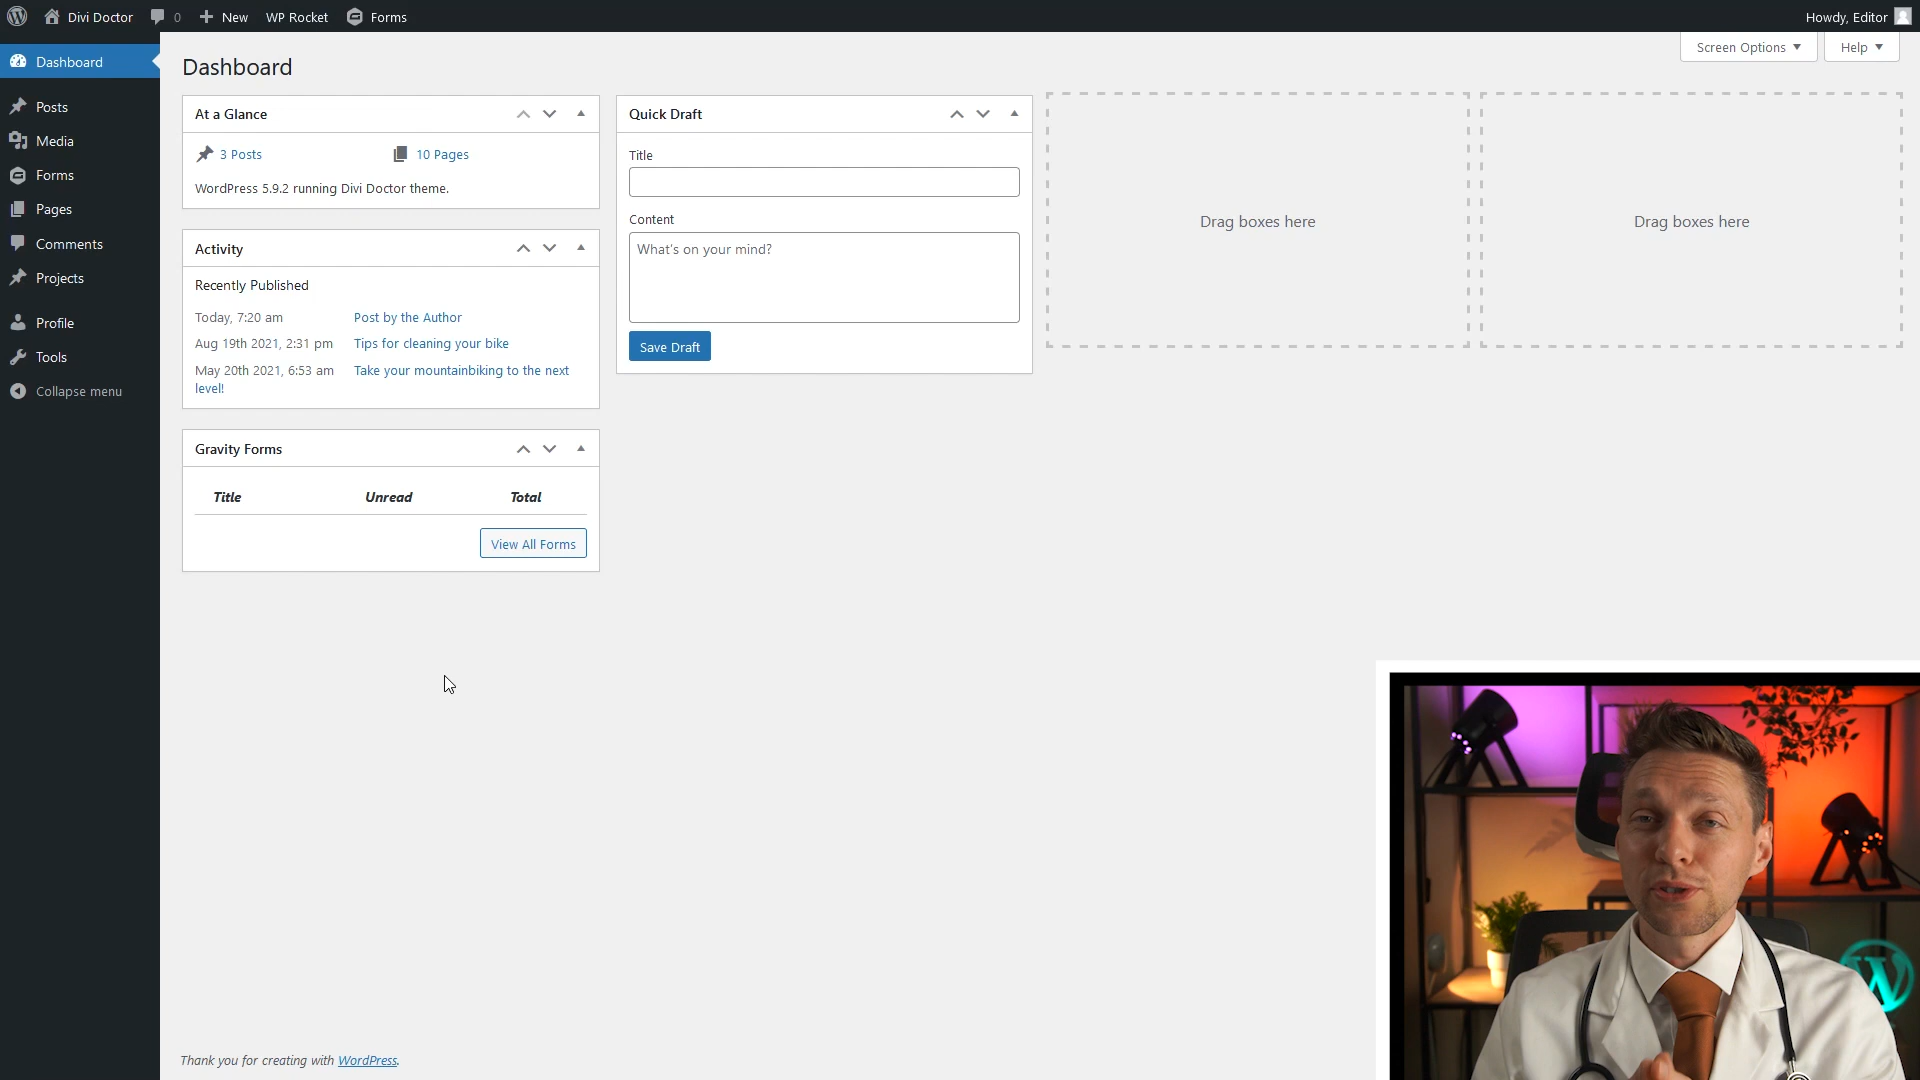 Divi Doctor 0 New WP Rocket Forms Howdy, Editor
Screen Options Help
Dashboard
Posts
Media
Forms
Pages
Comments
Projects
Profile
Tools
Collapse menu
Dashboard
At a Glance
3 Posts 10 Pages
WordPress 5.9.2 running Divi Doctor theme.
Activity
Recently Published
Today, 7:20 am Post by the Author
Aug 19th 2021, 2:31 pm Tips for cleaning your bike
May 20th 2021, 6:53 am Take your mountainbiking to the next
level!
Gravity Forms
Title Unread Total
View All Forms
Quick Draft
Title
Content
What's on your mind?
Save Draft
Drag boxes here
Drag boxes here
Thank you for creating with WordPress.